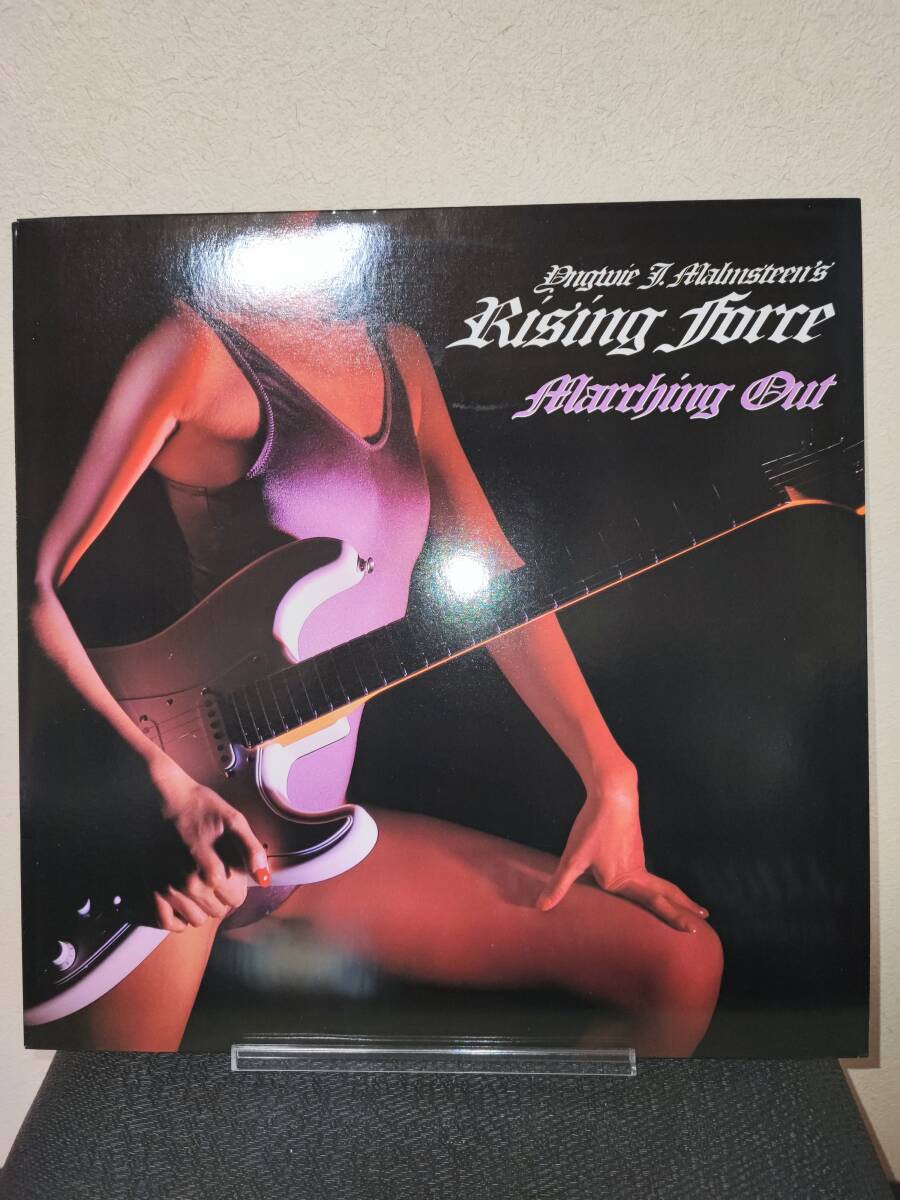 Yngwie J. Malmsteen's
Rising Force
Marching Out